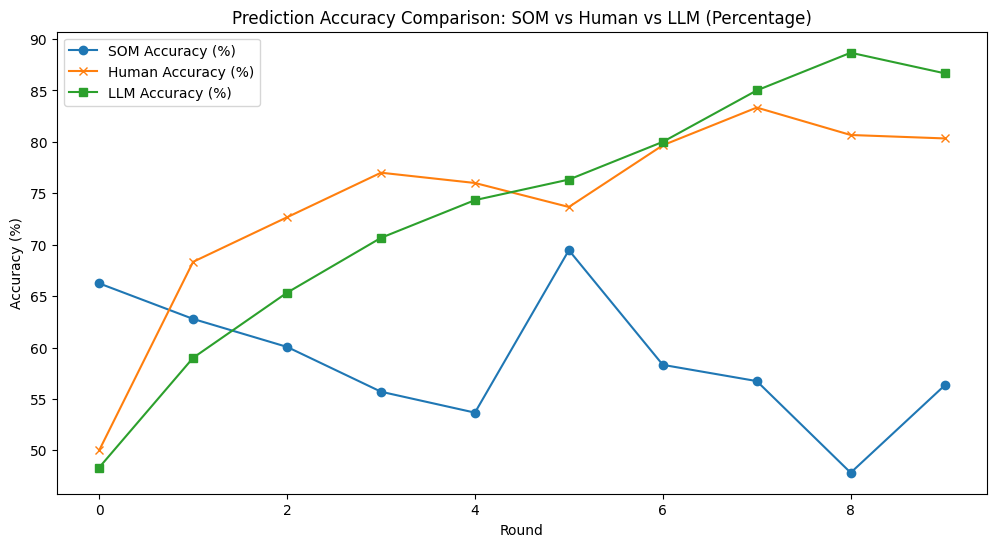 Prediction Accuracy Comparison: SOM vs Human vs LLM (Percentage)
SOM Accuracy (%)
Human Accuracy (%)
LLM Accuracy (%)
Accuracy (%)
90
85
80
75
70
65
60
55
50
0 2 4 6 8
Round